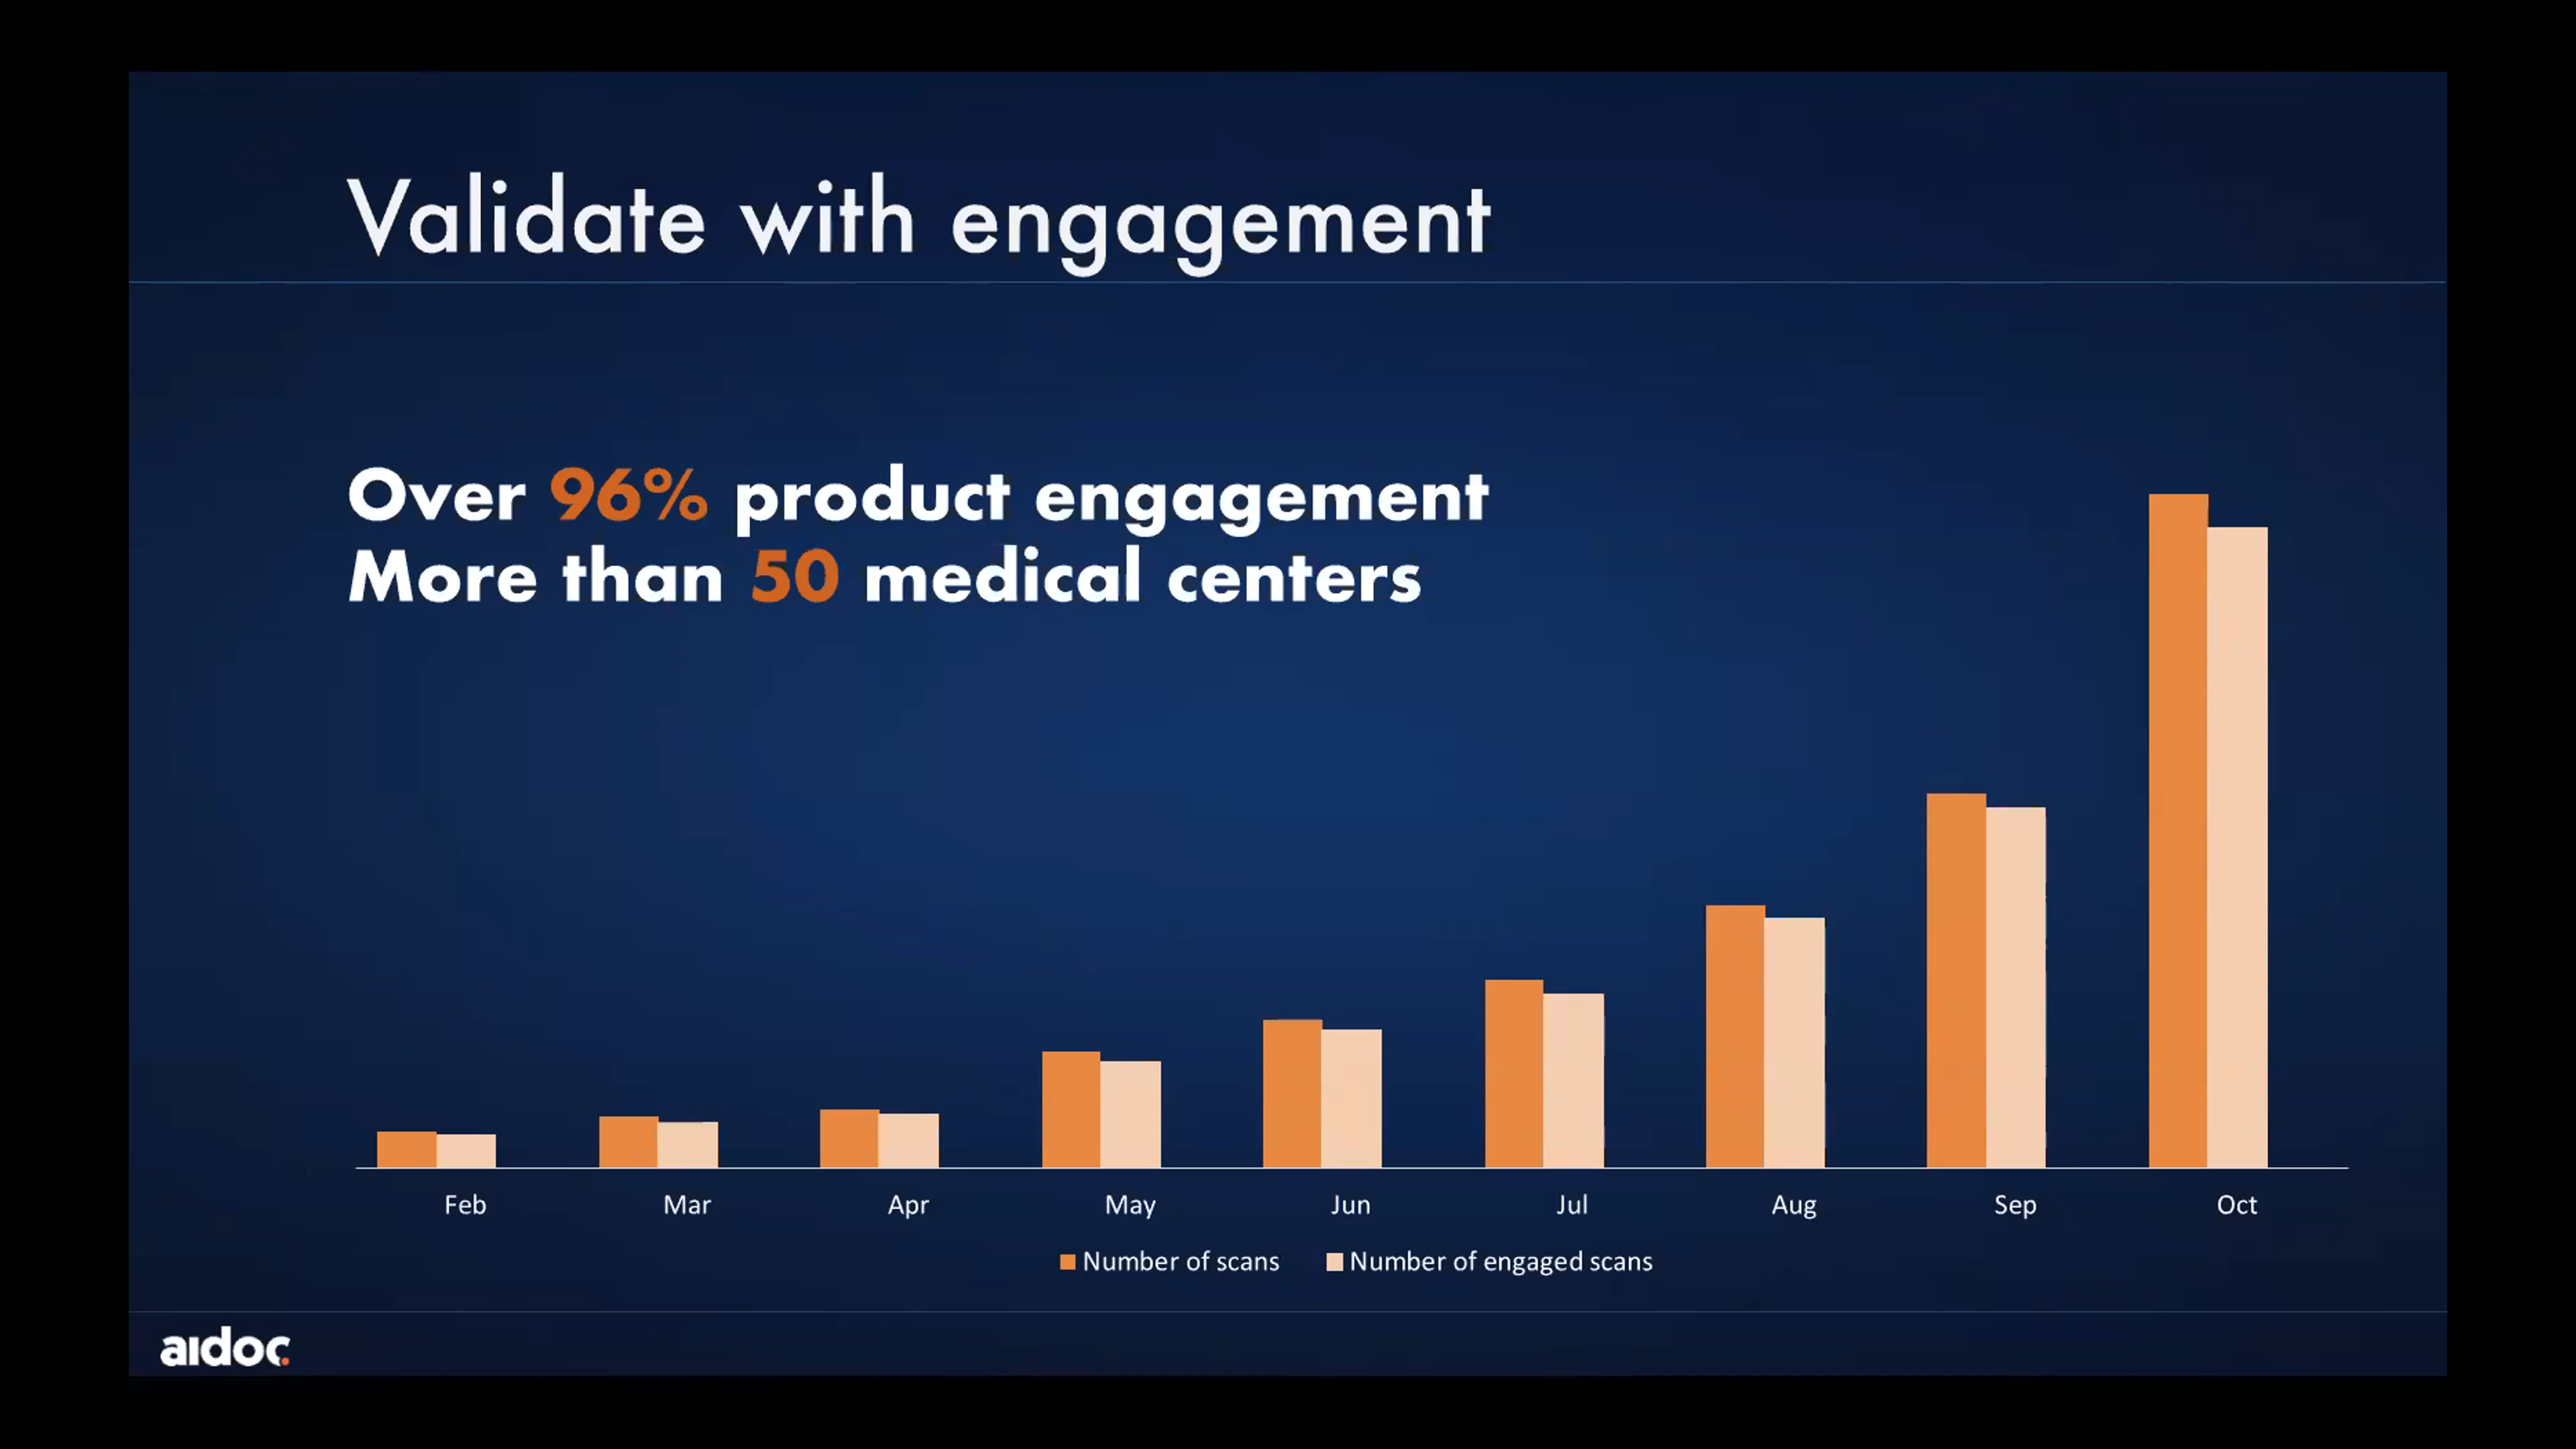 Validate with engagement
Over 96% product engagement
More than 50 medical centers
Feb Mar Apr May Jun Jul Aug Sep Oct
Number of scans Number of engaged scans
aidoc.